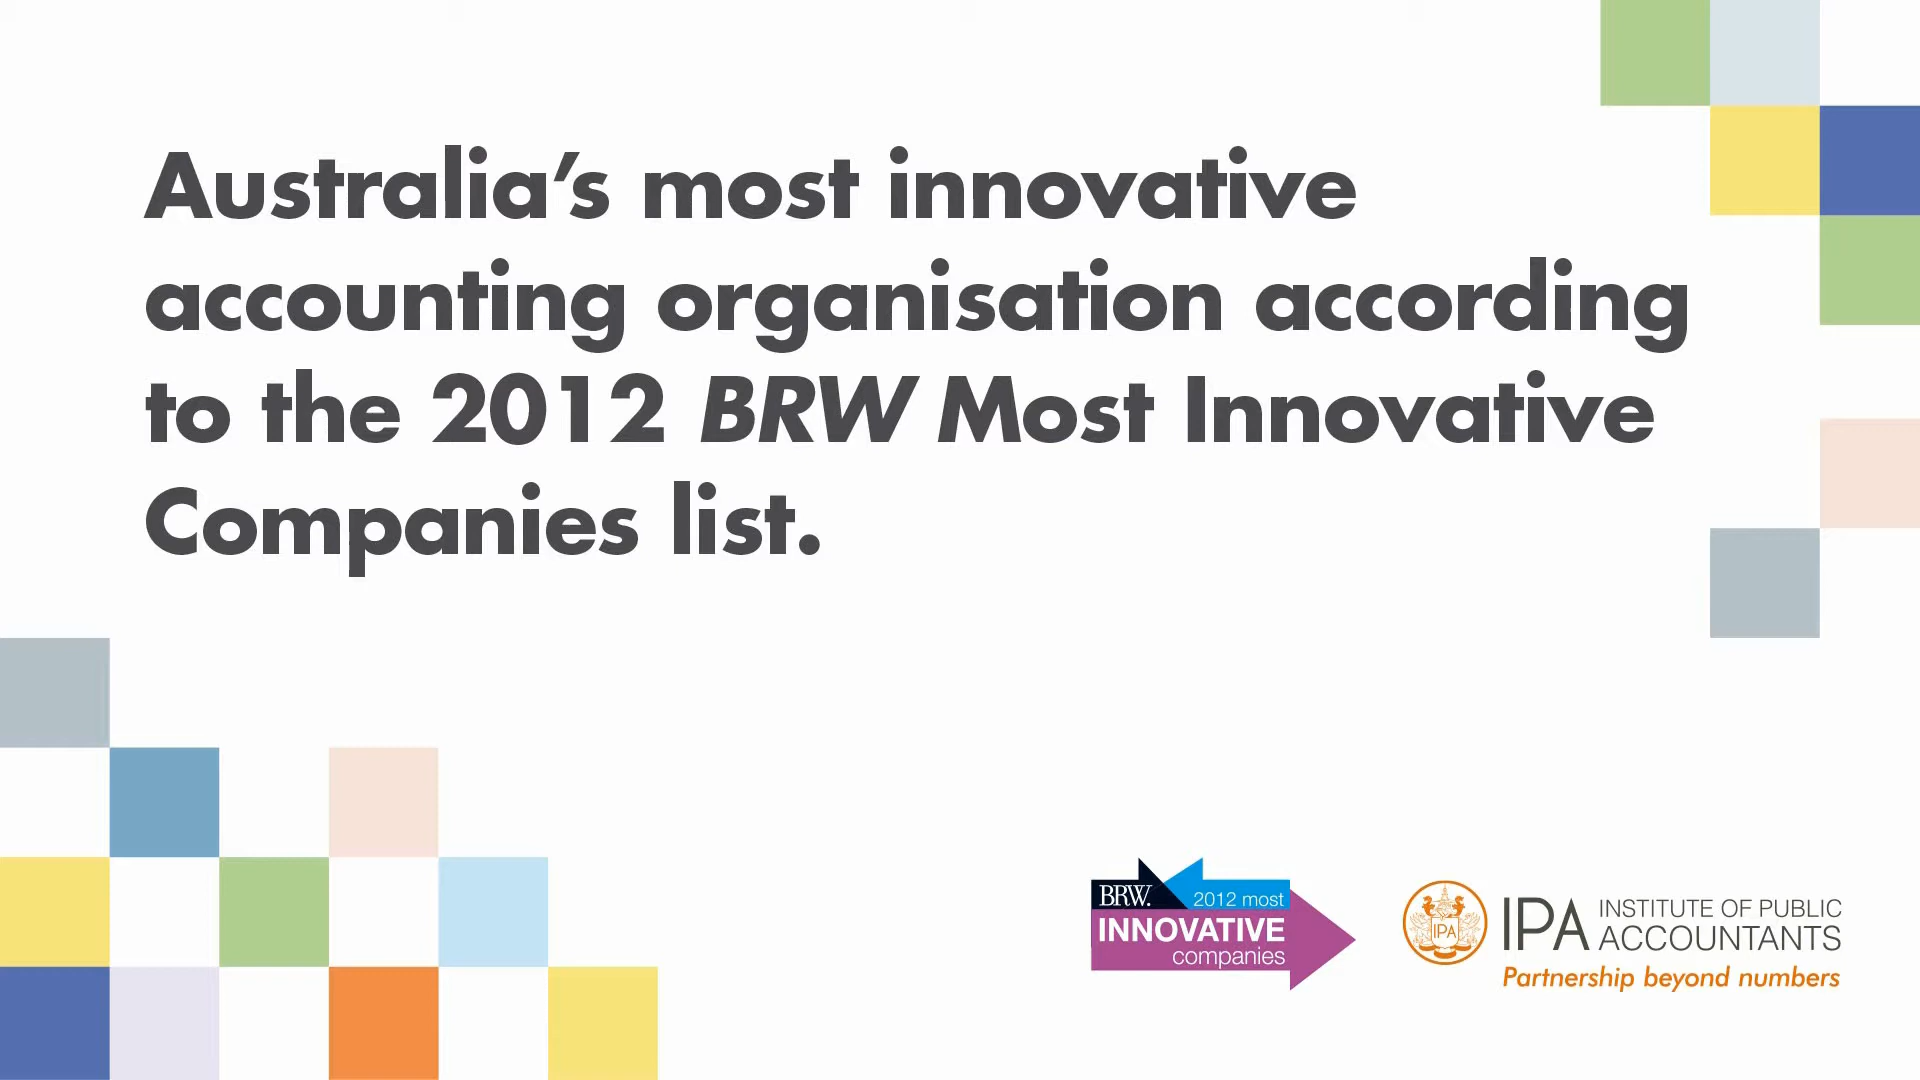 Australia’s most innovative
accounting organisation according
to the 2012 BRW Most Innovative
Companies list.
BRW.
2012 most
INNOVATIVE
companies
IPA
IPA
INSTITUTE OF PUBLIC
ACCOUNTANTS
Partnership beyond numbers